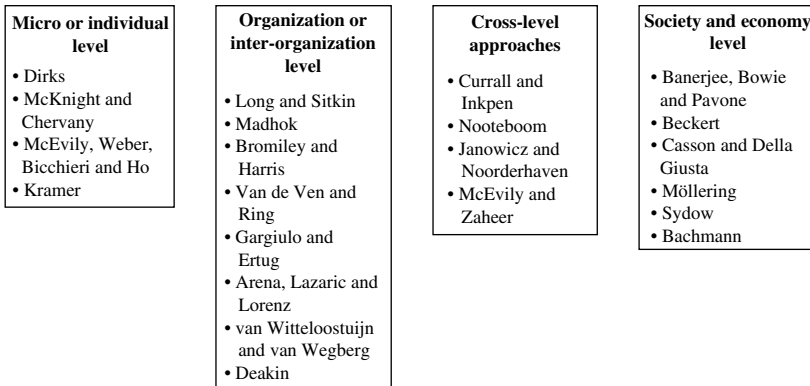 Micro or individual
level
• Dirks
• McKnight and
Chervany
• McEvily, Weber,
Bicchieri and Ho
• Kramer
Organization or
inter-organization
level
• Long and Sitkin
• Madhok
• Bromiley and
Harris
• Van de Ven and
Ring
• Gargiulo and
Ertug
• Arena, Lazaric and
Lorenz
• van Witteloostuijn
and van Wegberg
• Deakin
Cross-level
approaches
• Currall and
Inkpen
• Nooteboom
• Janowicz and
Noorderhaven
• McEvily and
Zaheer
Society and economy
level
• Banerjee, Bowie
and Pavone
• Beckert
• Casson and Della
Giusta
• Möllering
• Sydow
• Bachmann